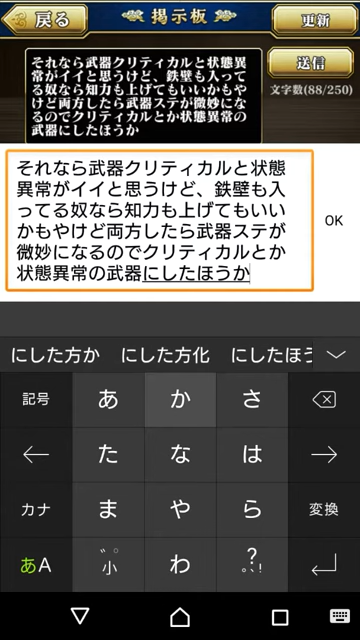 戻る
掲示板
更新
それなら武器クリティカルと状態異
常がイイと思うけど、鉄壁も入って
る奴なら知力も上げてもいいかもや
けど両方したら武器ステが微妙にな
るのでクリティカルとか状態異常の
武器にしたほうか
送信
文字数(88/250)
それなら武器クリティカルと状態
異常がイイと思うけど、鉄壁も入
ってる奴なら知力も上げてもいい
かもやけど両方したら武器ステが
微妙になるのでクリティカルとか
状態異常の武器にしたほうか
OK
にした方か にした方化 にしたほう
記号 あ か さ
← た な は →
カナ ま や ら 変換
あA 小゛゜ わ 。?、!